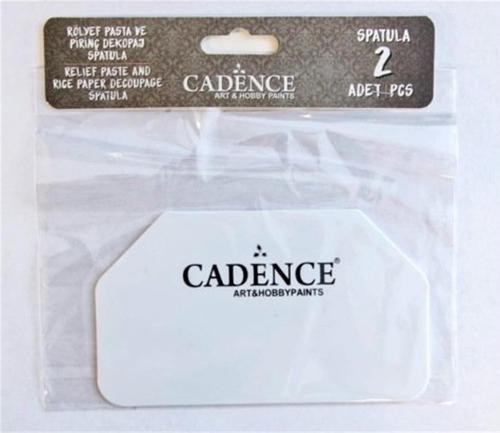 RÖLYEF PASTA VE
PİRİNÇ DEKOPAJ
SPATULA
RELIEF PASTE AND
RICE PAPER DECOUPAGE
SPATULA
CADENCE
ART & HOBBY PAINTS
SPATULA
2
ADET-PCS
CADENCE®
ART&HOBBYPAINTS